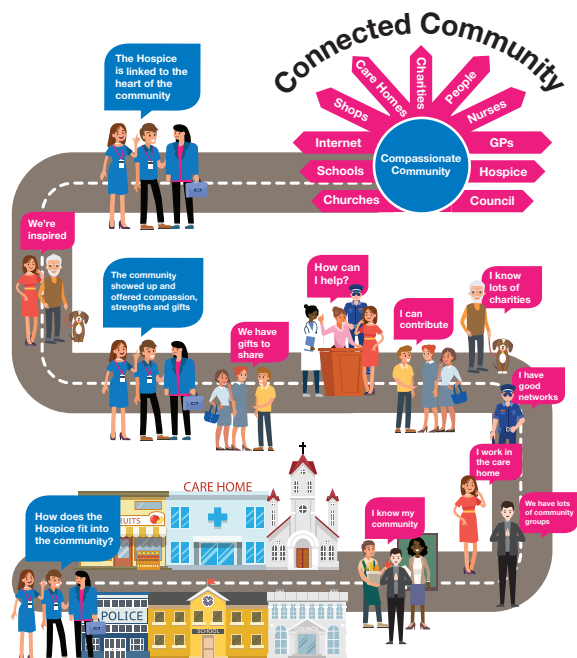 Connected Community
The Hospice
is linked to the
heart of the
community
Shops
Care Homes
Charities
People
Nurses
Internet
Schools
Churches
GPs
Hospice
Council
Compassionate
Community
We're
inspired
The community
showed up and
offered compassion,
strengths and gifts
We have
gifts to
share
How can
I help?
I can
contribute
I know
lots of
charities
I have
good
networks
I work in
the care
home
We have lots
of community
groups
I know my
community
CARE HOME
RUITS
How does the
Hospice fit into
the community?
POLICE
SCHOOL